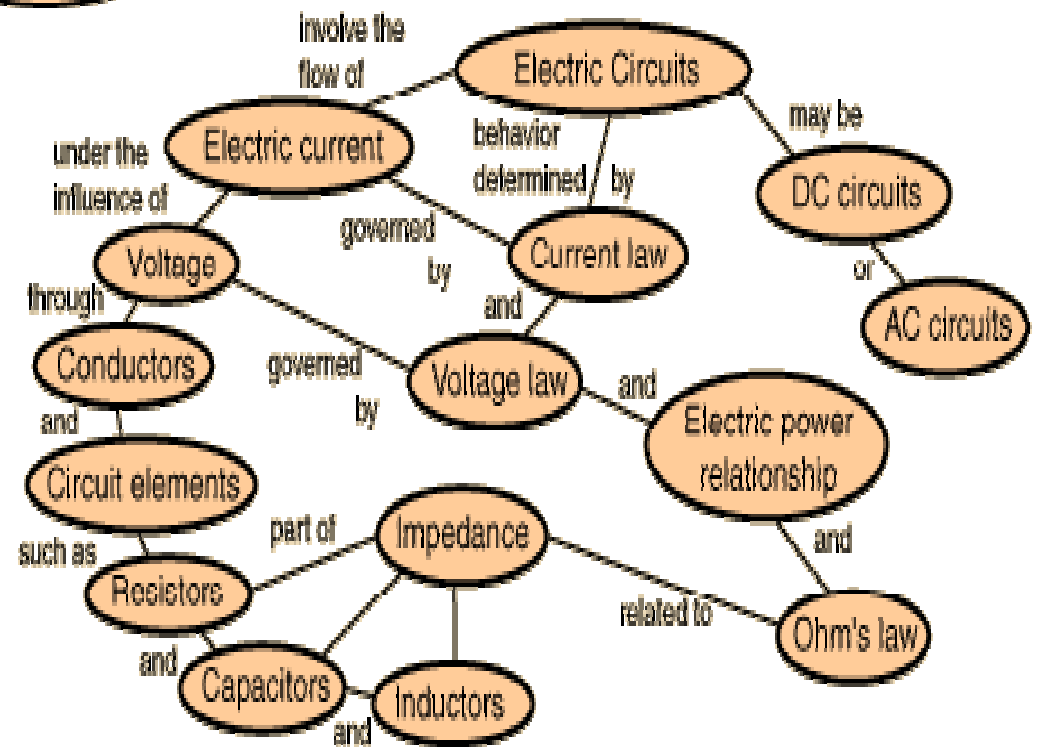 involve the
flow of
Electric Circuits
may be
behavior
determined by
Electric current
under the
influence of
DC circuits
governed
by
Current law
or
Voltage
through
and
AC circuits
Conductors
governed
by
Voltage law
and
Electric power
relationship
and
Circuit elements
such as
part of
Impedance
and
Resistors
related to
Ohm's law
and
Capacitors
Inductors
and